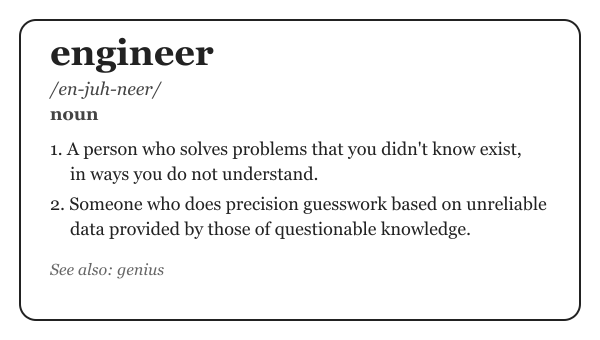 engineer
/en-juh-neer/
noun
1. A person who solves problems that you didn't know exist,
in ways you do not understand.
2. Someone who does precision guesswork based on unreliable
data provided by those of questionable knowledge.
See also: genius